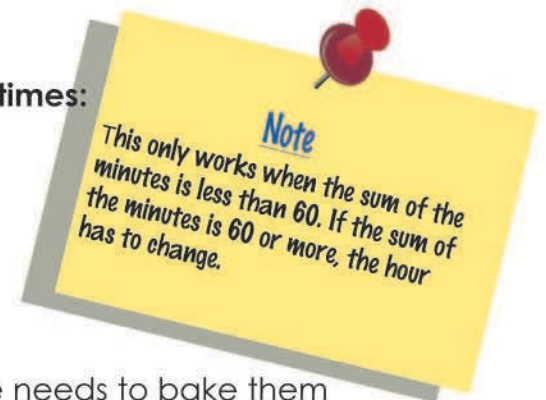 times:
Note
This only works when the sum of the
minutes is less than 60. If the sum of
the minutes is 60 or more, the hour
has to change.
needs to bake them